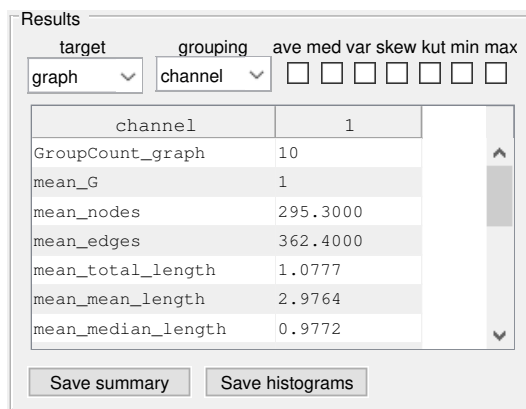 Results
target grouping ave med var skew kut min max
graph channel
channel 1
GroupCount_graph 10
mean_G 1
mean_nodes 295.3000
mean_edges 362.4000
mean_total_length 1.0777
mean_mean_length 2.9764
mean_median_length 0.9772
Save summary Save histograms